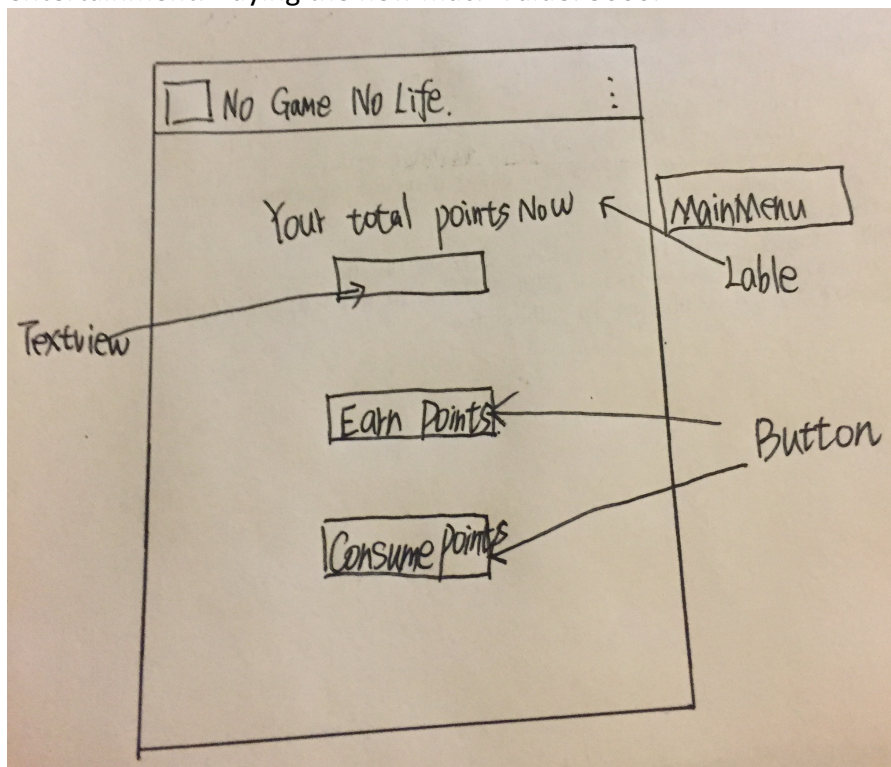 No Game No Life.
Your total points Now
MainMenu
Lable
Textview
Earn Points
Button
Consume points